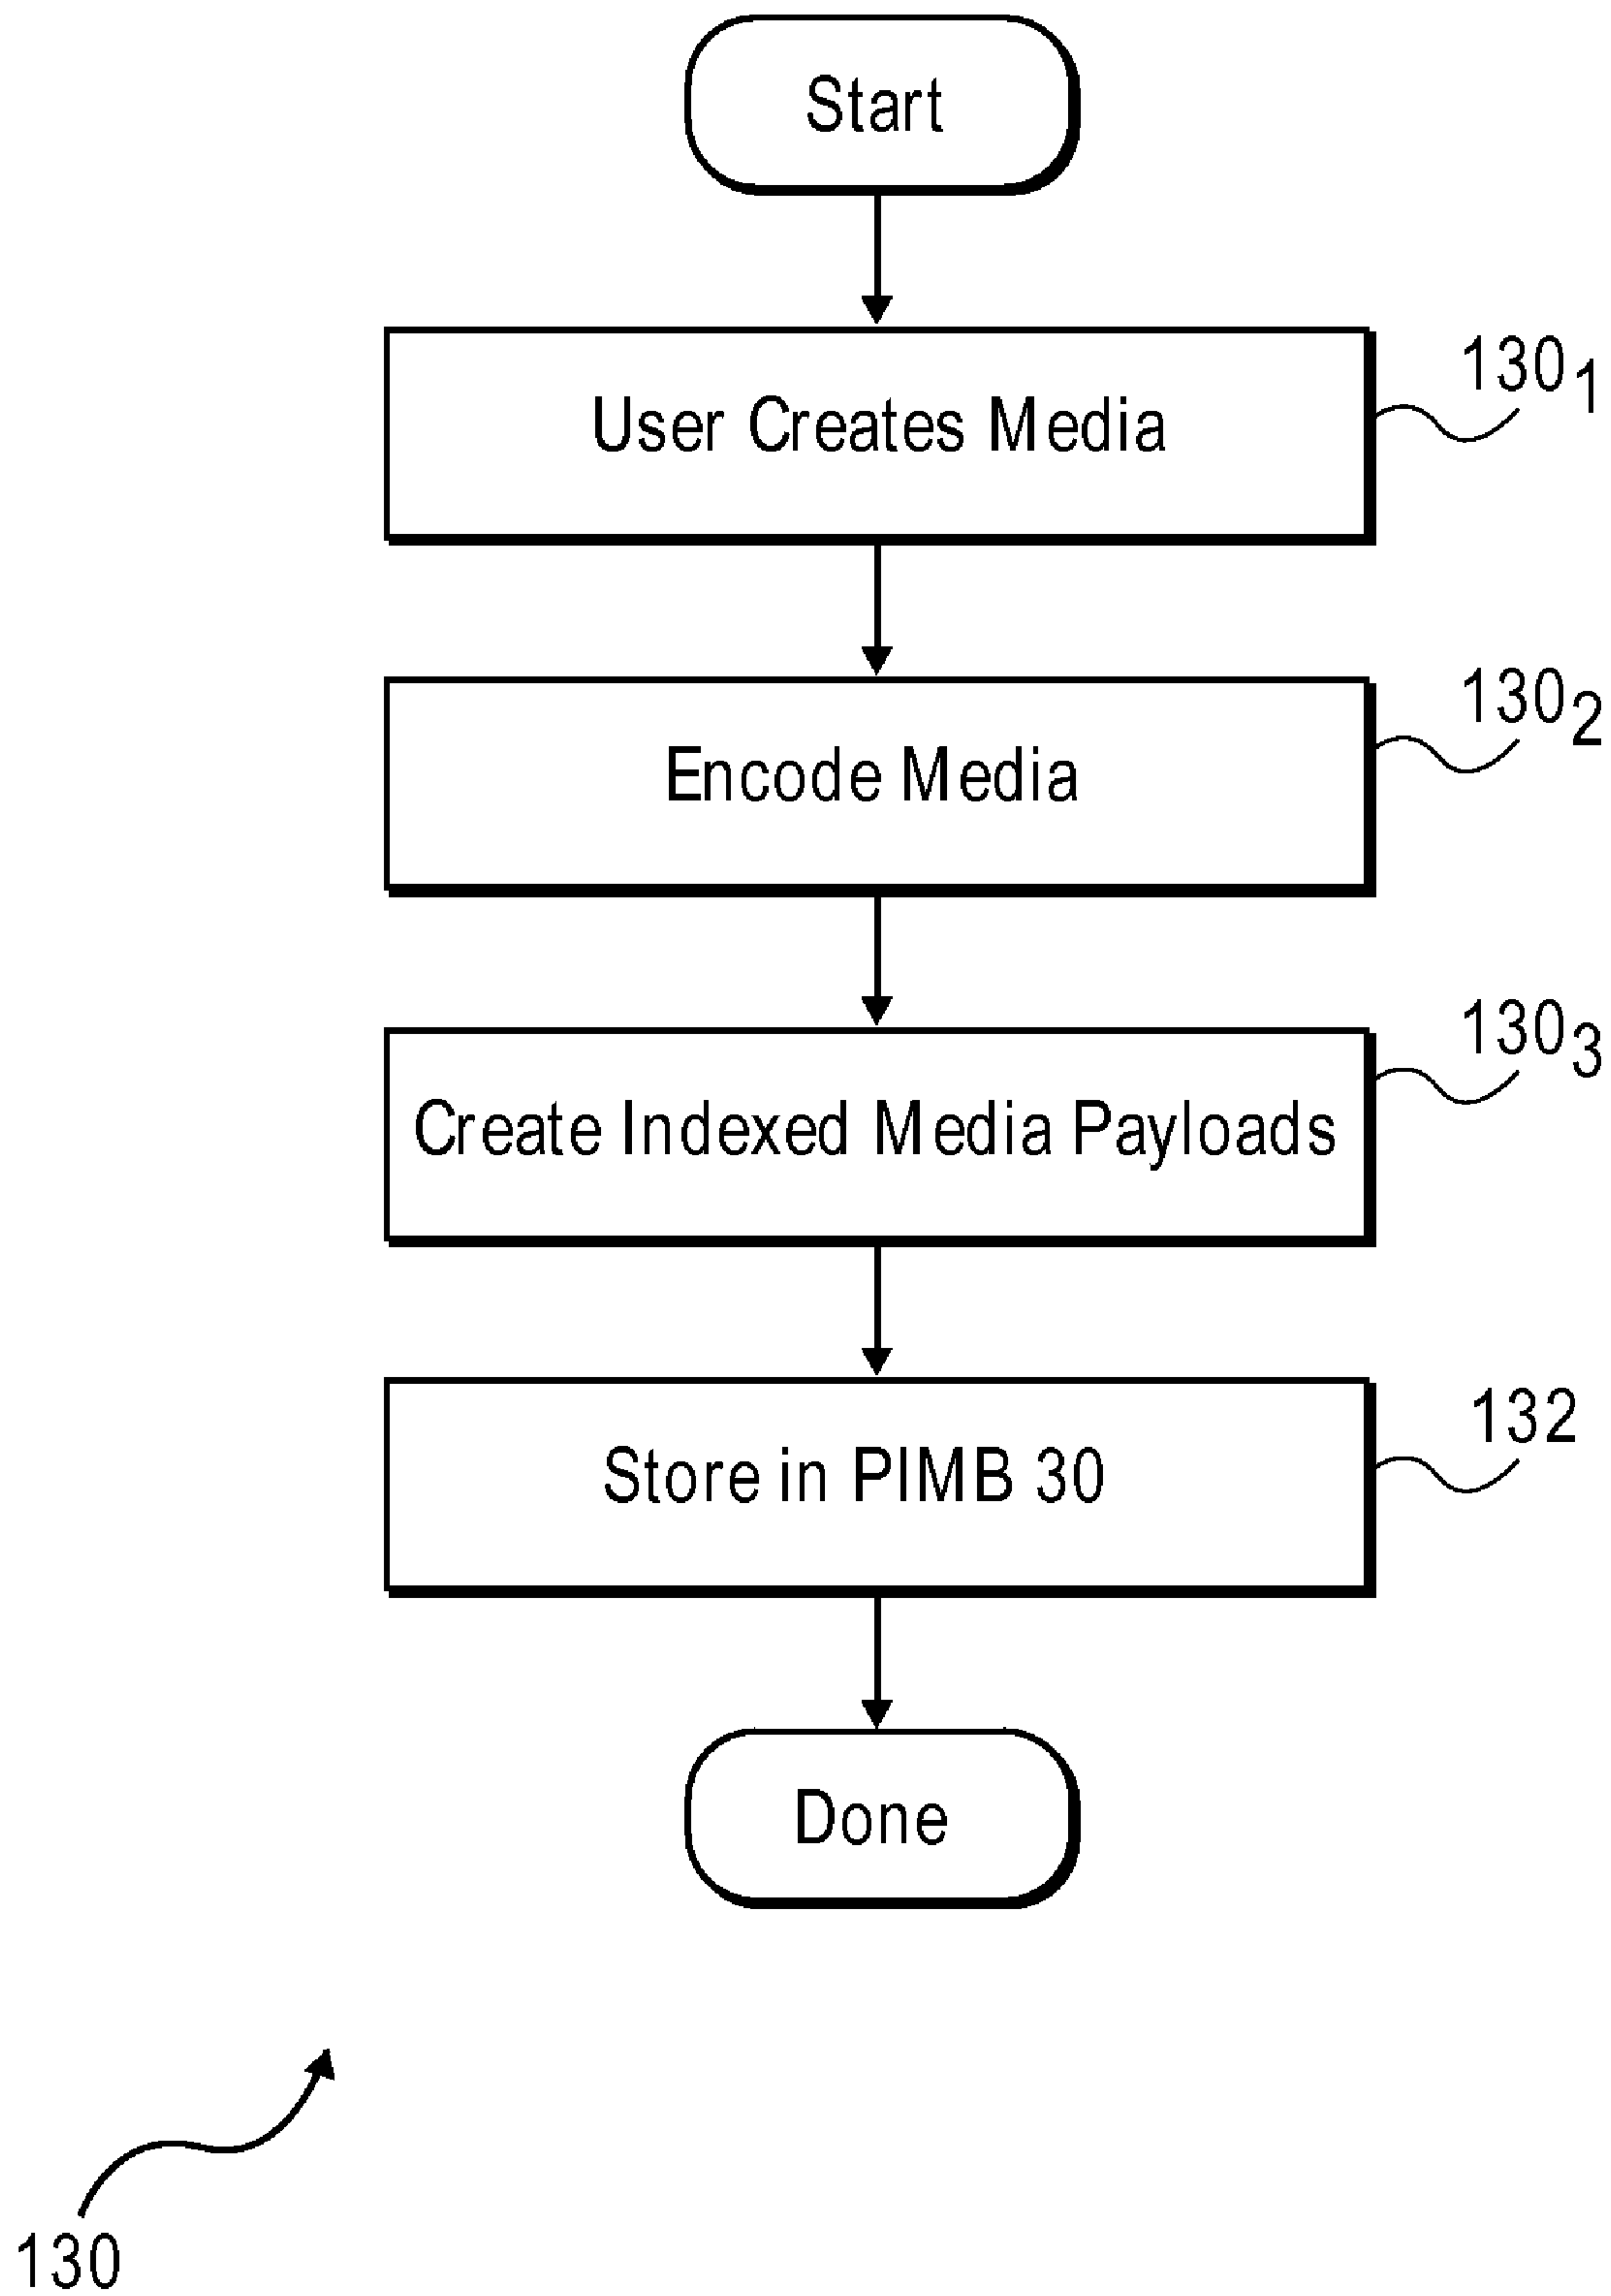 Start
User Creates Media
130₁
Encode Media
130₂
Create Indexed Media Payloads
130₃
Store in PIMB 30
132
Done
130